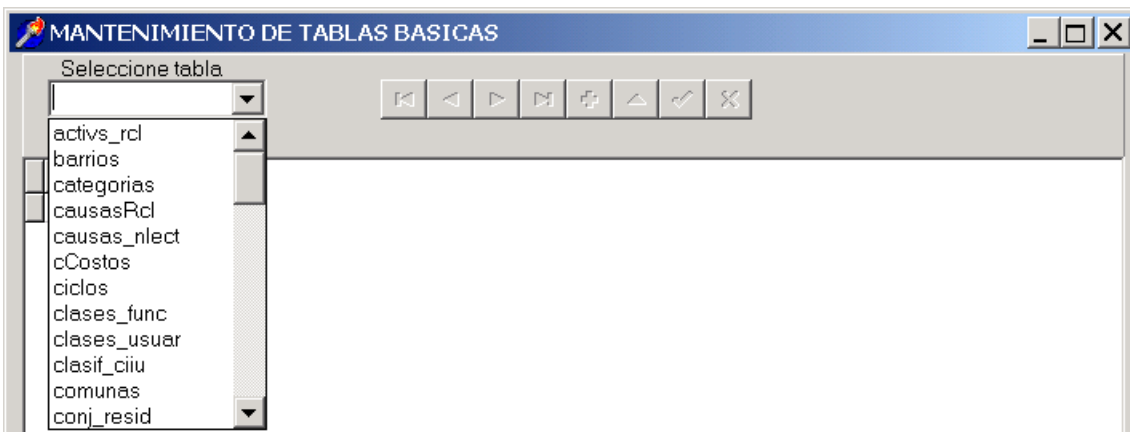 MANTENIMIENTO DE TABLAS BASICAS
Seleccione tabla
activs_rcl
barrios
categorias
causasRcl
causas_nlect
cCostos
ciclos
clases_func
clases_usuar
clasif_ciiu
comunas
conj_resid